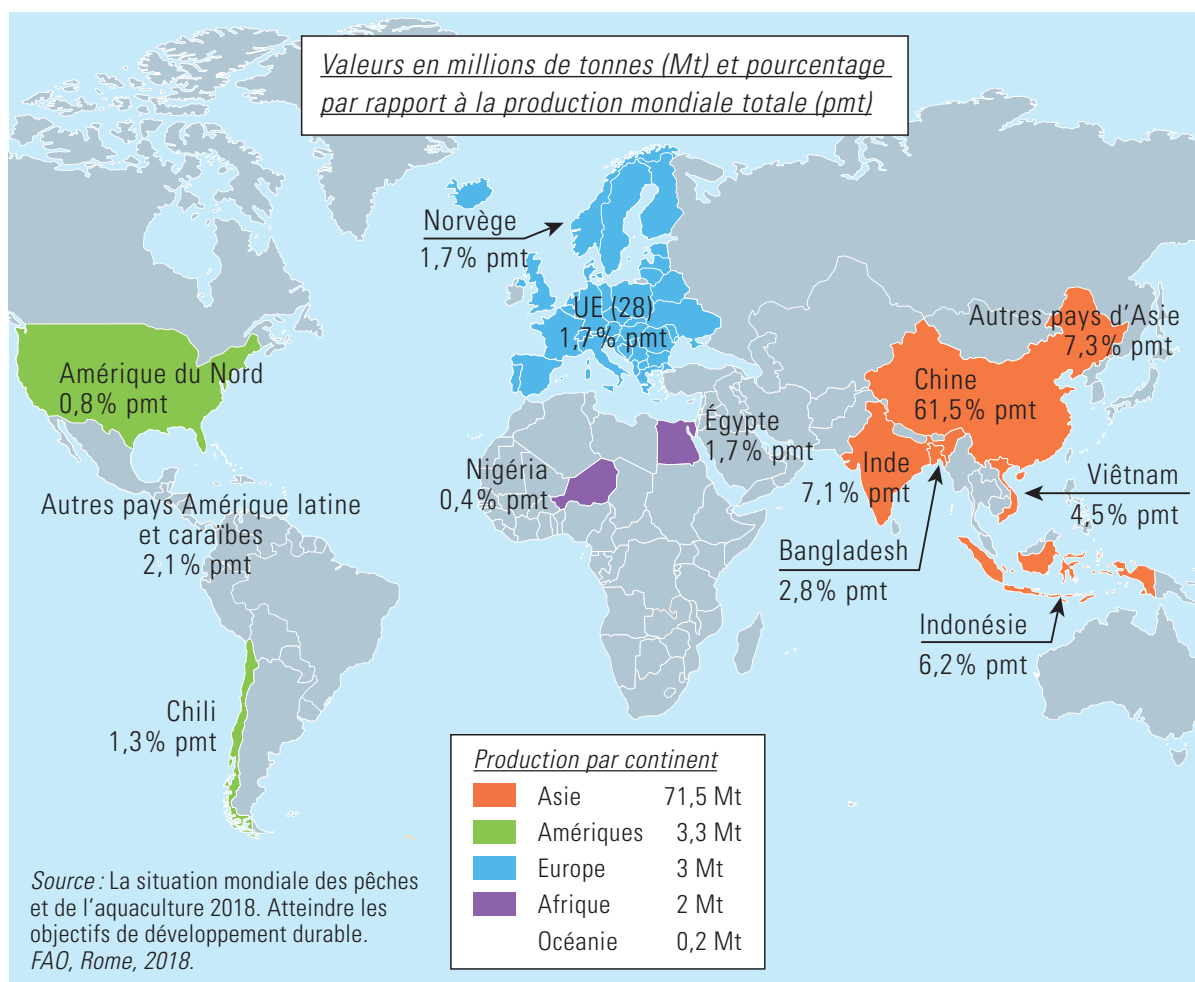 Valeurs en millions de tonnes (Mt) et pourcentage
par rapport à la production mondiale totale (pmt)
Norvège
1,7% pmt
UE (28)
1,7% pmt
Autres pays d'Asie
7,3% pmt
Amérique du Nord
0,8% pmt
Chine
61,5% pmt
Égypte
1,7% pmt
Nigéria
0,4% pmt
Inde
7,1% pmt
Viêtnam
4,5% pmt
Autres pays Amérique latine
et caraïbes
2,1% pmt
Bangladesh
2,8% pmt
Indonésie
6,2% pmt
Chili
1,3% pmt
Production par continent
Asie 71,5 Mt
Amériques 3,3 Mt
Europe 3 Mt
Afrique 2 Mt
Océanie 0,2 Mt
Source : La situation mondiale des pêches
et de l'aquaculture 2018. Atteindre les
objectifs de développement durable.
FAO, Rome, 2018.